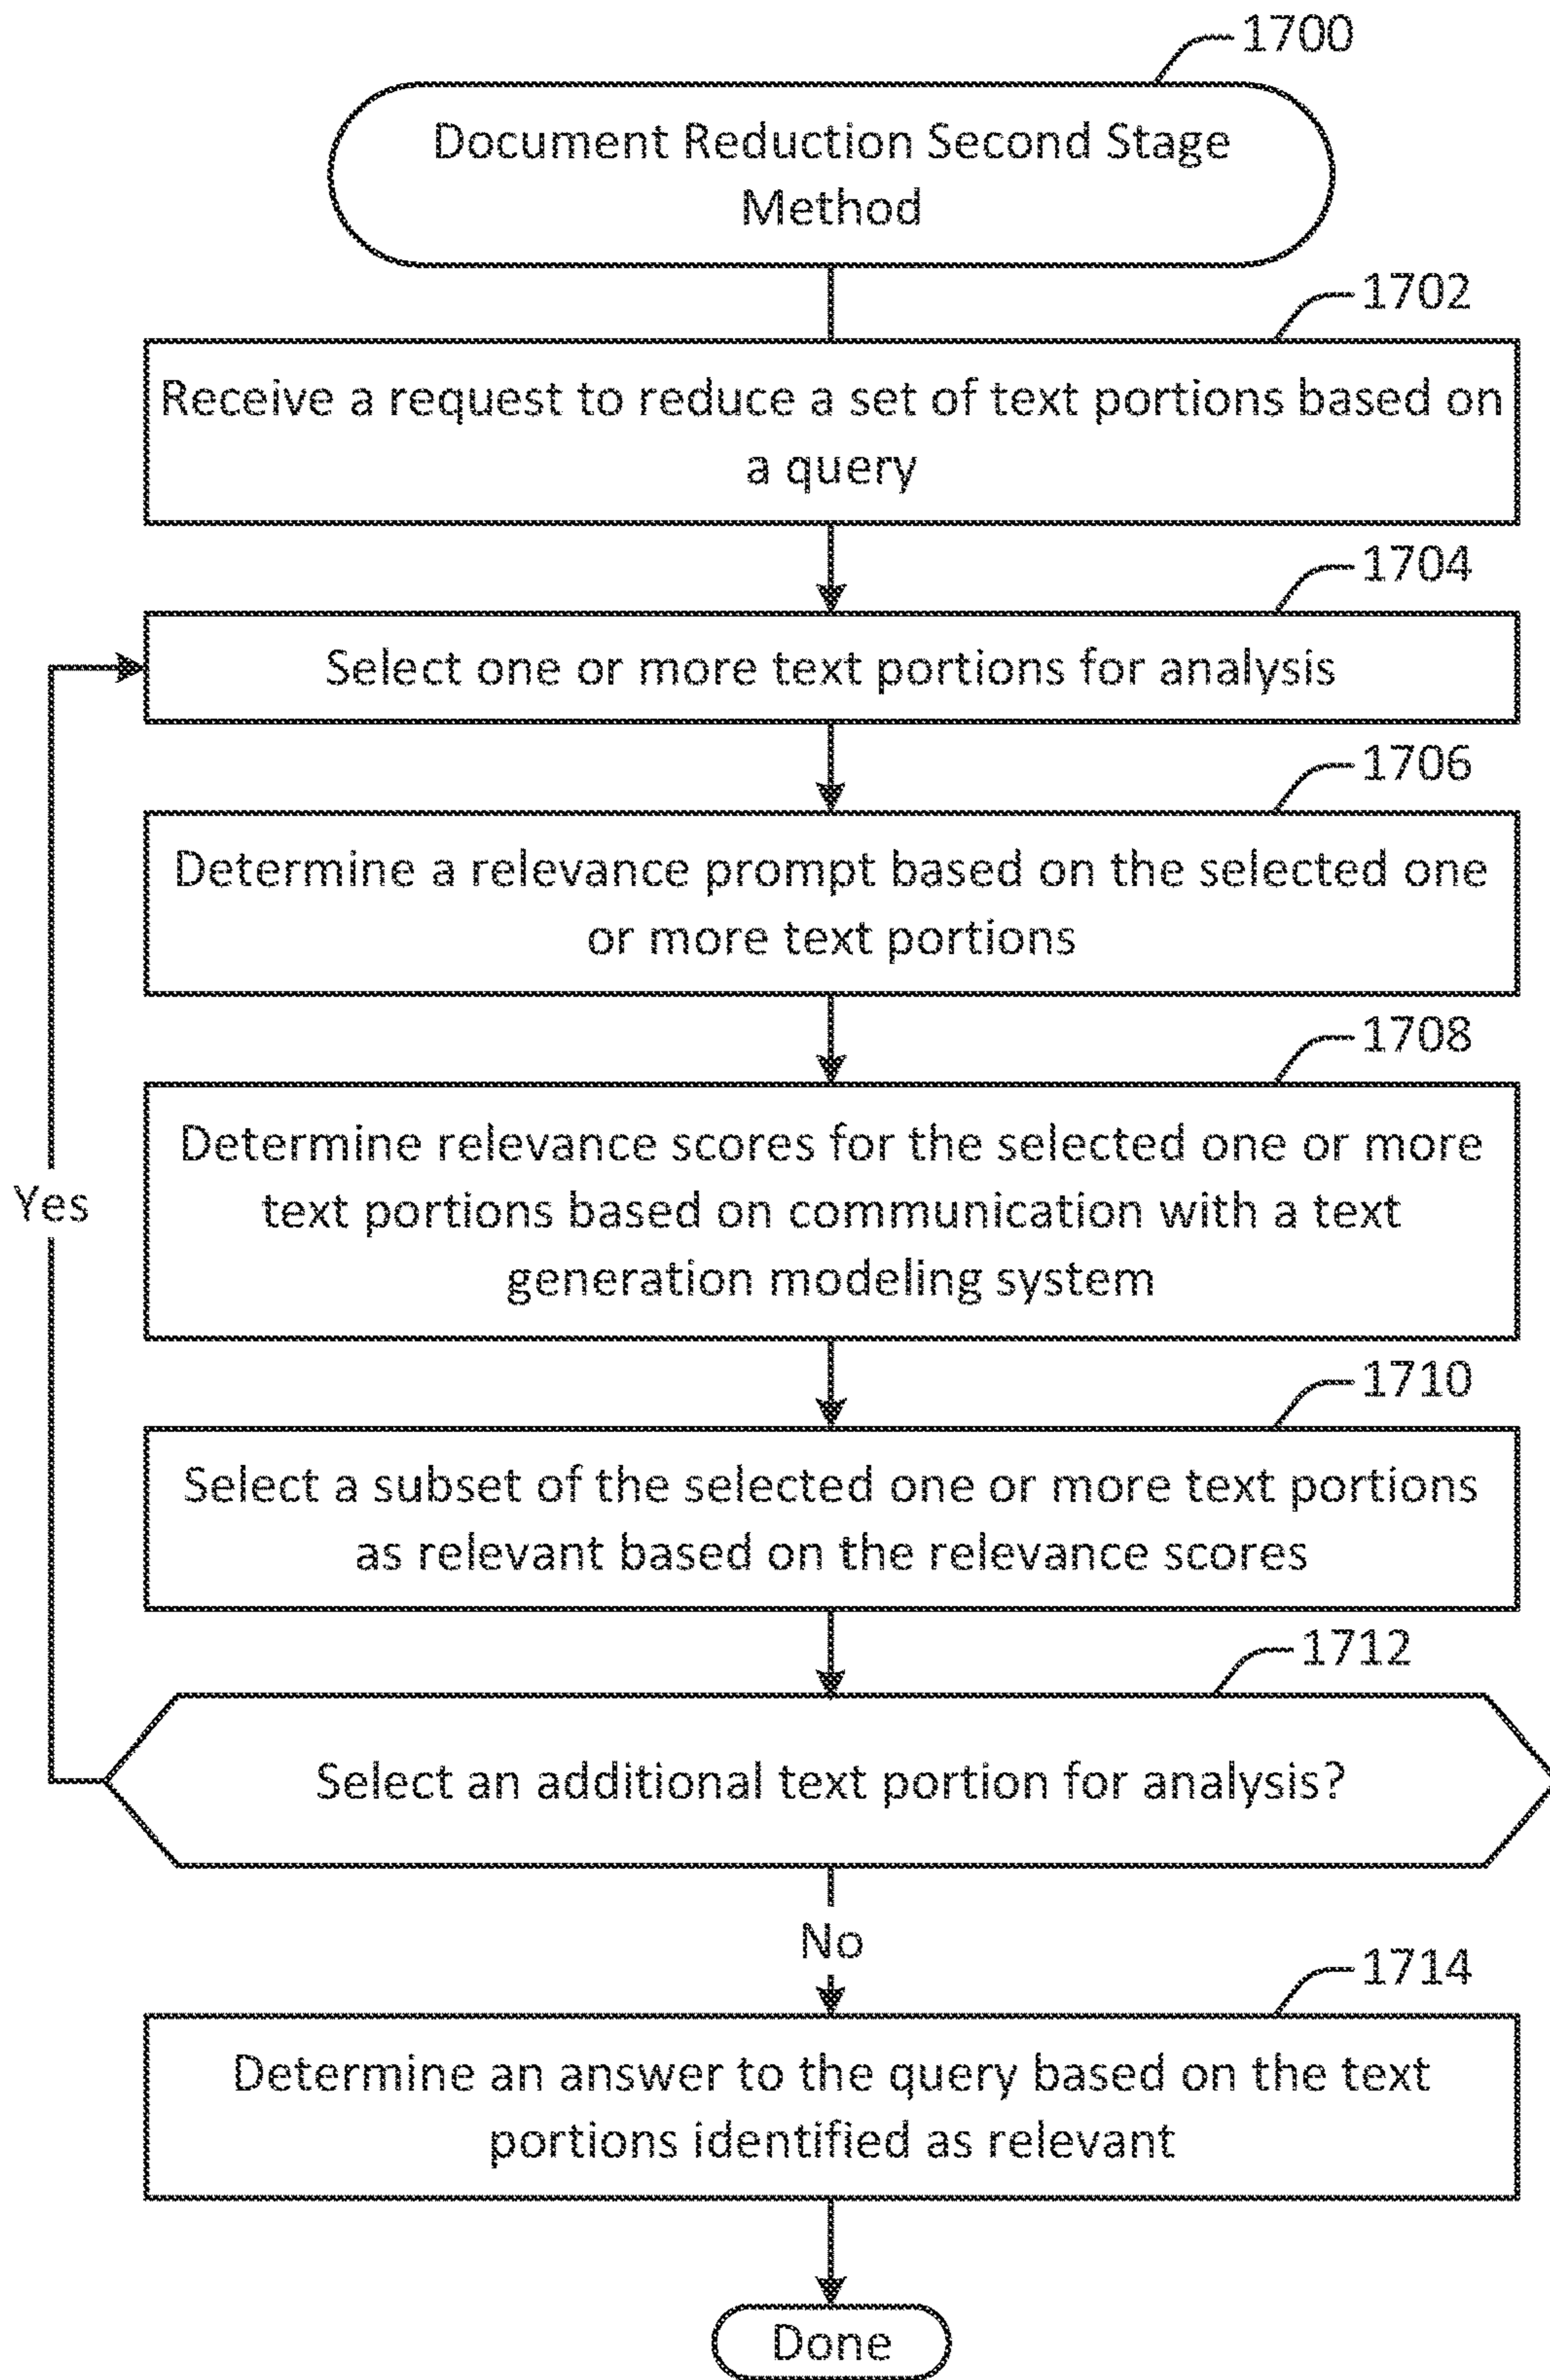 1700
Document Reduction Second Stage
Method
1702
Receive a request to reduce a set of text portions based on
a query
1704
Select one or more text portions for analysis
1706
Determine a relevance prompt based on the selected one
or more text portions
1708
Determine relevance scores for the selected one or more
text portions based on communication with a text
Yes
generation modeling system
1710
Select a subset of the selected one or more text portions
as relevant based on the relevance scores
1712
Select an additional text portion for analysis?
No
1714
Determine an answer to the query based on the text
portions identified as relevant
Done